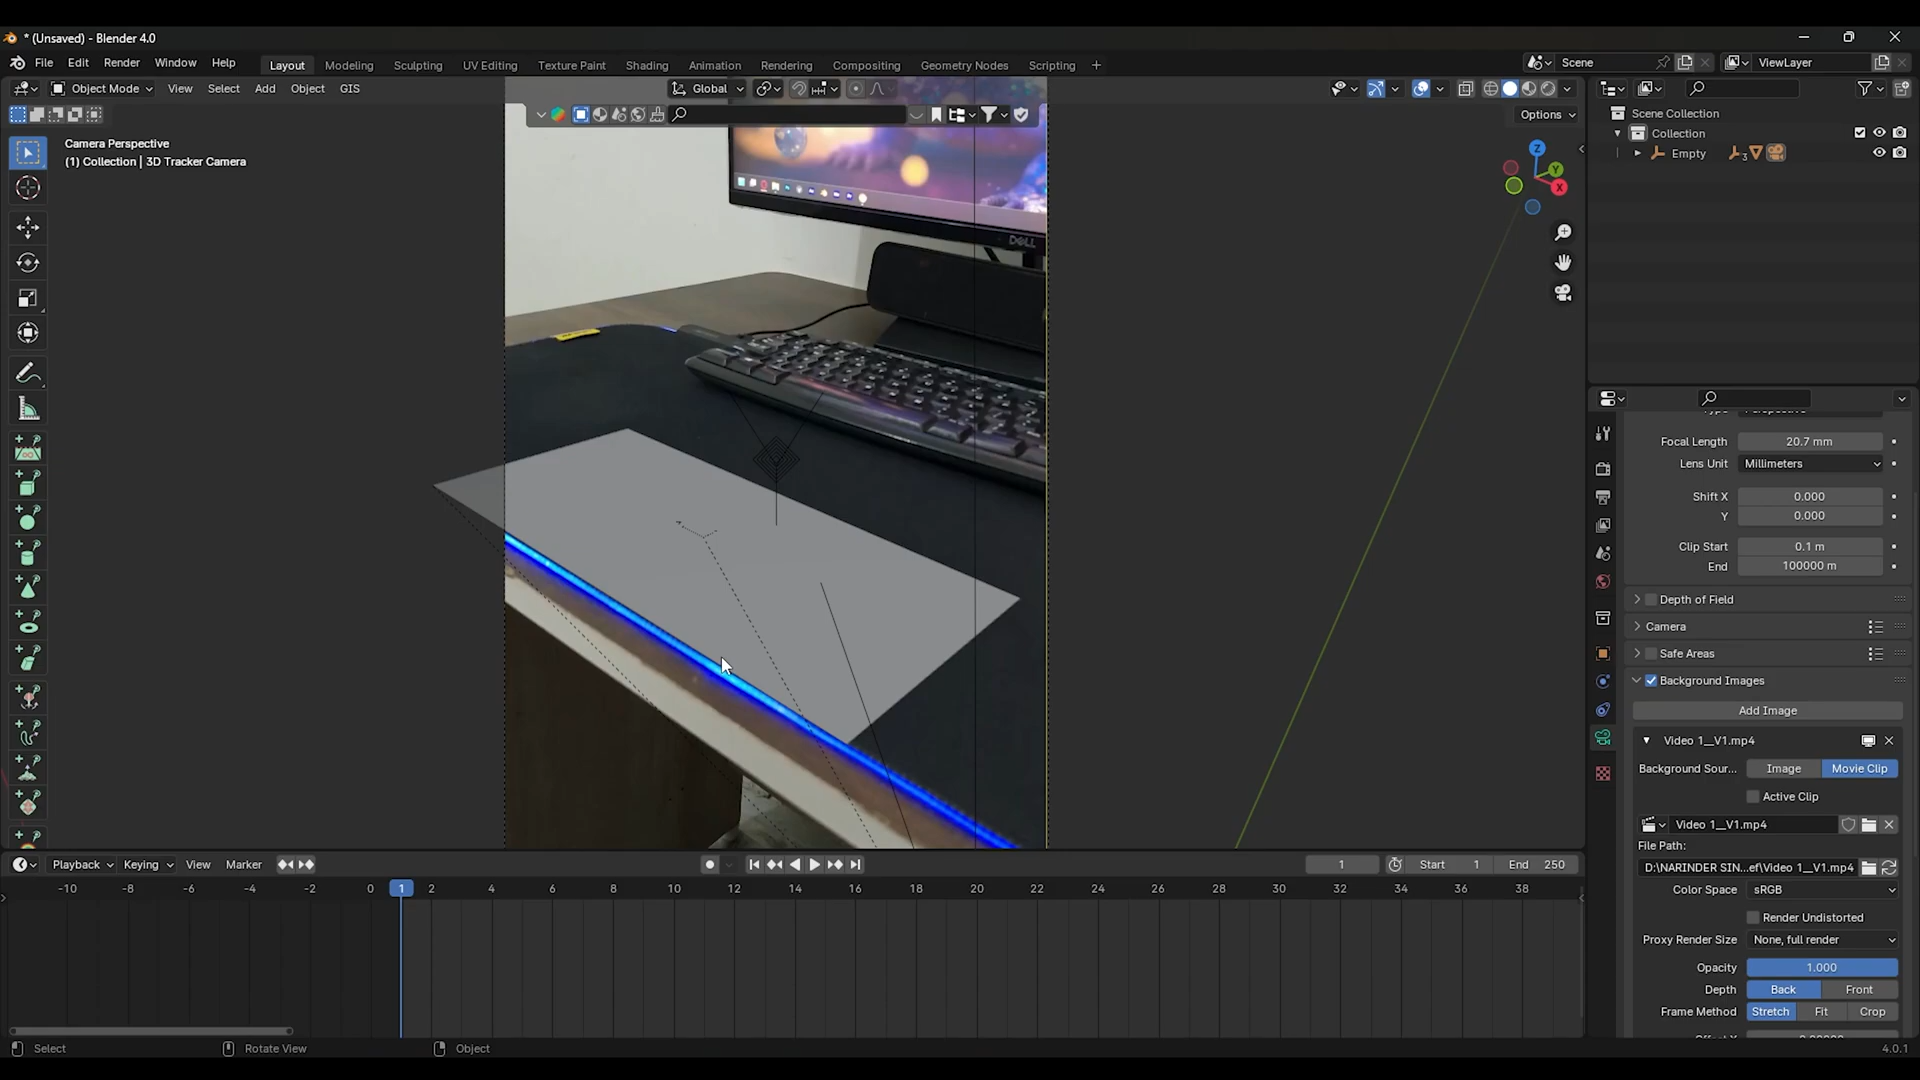 * (Unsaved) - Blender 4.0
File Edit Render Window Help
Layout Modeling Sculpting UV Editing Texture Paint Shading Animation Rendering Compositing Geometry Nodes Scripting +
Scene
ViewLayer
Object Mode View Select Add Object GIS
Global
Options
Camera Perspective
(1) Collection | 3D Tracker Camera
Z
Y
X
DELL
Scene Collection
Collection
Empty
3
Focal Length 20.7 mm
Lens Unit Millimeters
Shift X 0.000
Y 0.000
Clip Start 0.1 m
End 100000 m
Depth of Field
Camera
Safe Areas
Background Images
Add Image
Video 1__V1.mp4
Background Sour... Image Movie Clip
Active Clip
Video 1__V1.mp4
File Path:
D:\NARINDER SIN...ef\Video 1__V1.mp4
Color Space sRGB
Render Undistorted
Proxy Render Size None, full render
Opacity 1.000
Depth Back Front
Frame Method Stretch Fit Crop
Playback Keying View Marker
1 Start 1 End 250
-10 -8 -6 -4 -2 0 1 2 4 6 8 10 12 14 16 18 20 22 24 26 28 30 32 34 36 38
Select Rotate View Object
4.0.1